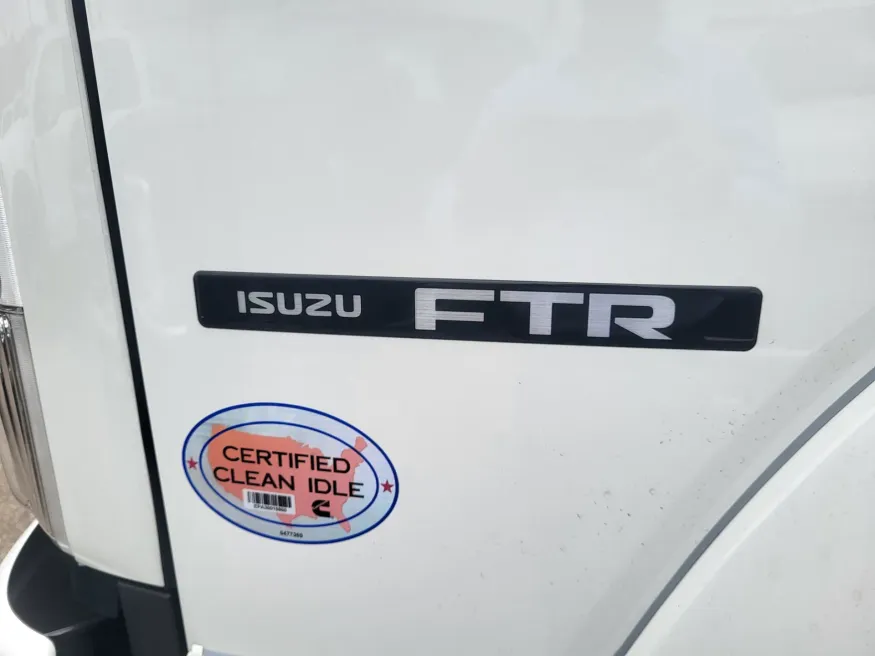 ISUZU FTR
CERTIFIED
CLEAN IDLE